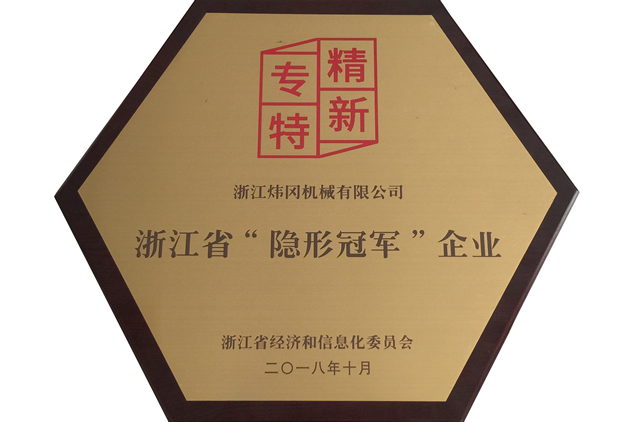 专精
特新
浙江炜冈机械有限公司
浙江省“隐形冠军”企业
浙江省经济和信息化委员会
二〇一八年十月